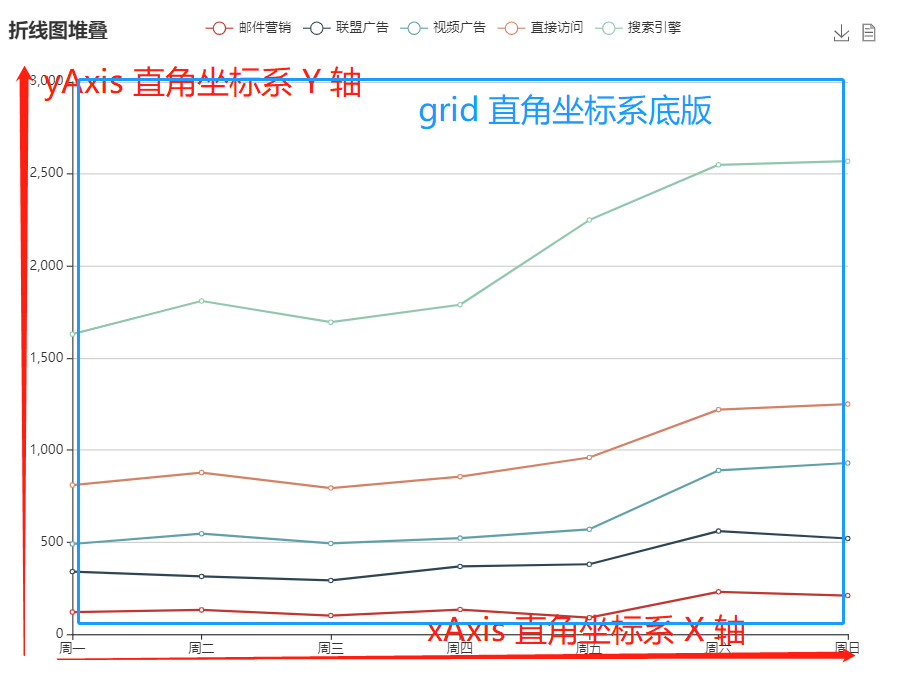 折线图堆叠
邮件营销 联盟广告 视频广告 直接访问 搜索引擎
3,000
yAxis 直角坐标系 Y 轴
grid 直角坐标系底版
2,500
2,000
1,500
1,000
500
0
xAxis 直角坐标系 X 轴
周一 周二 周三 周四 周五 周六 周日